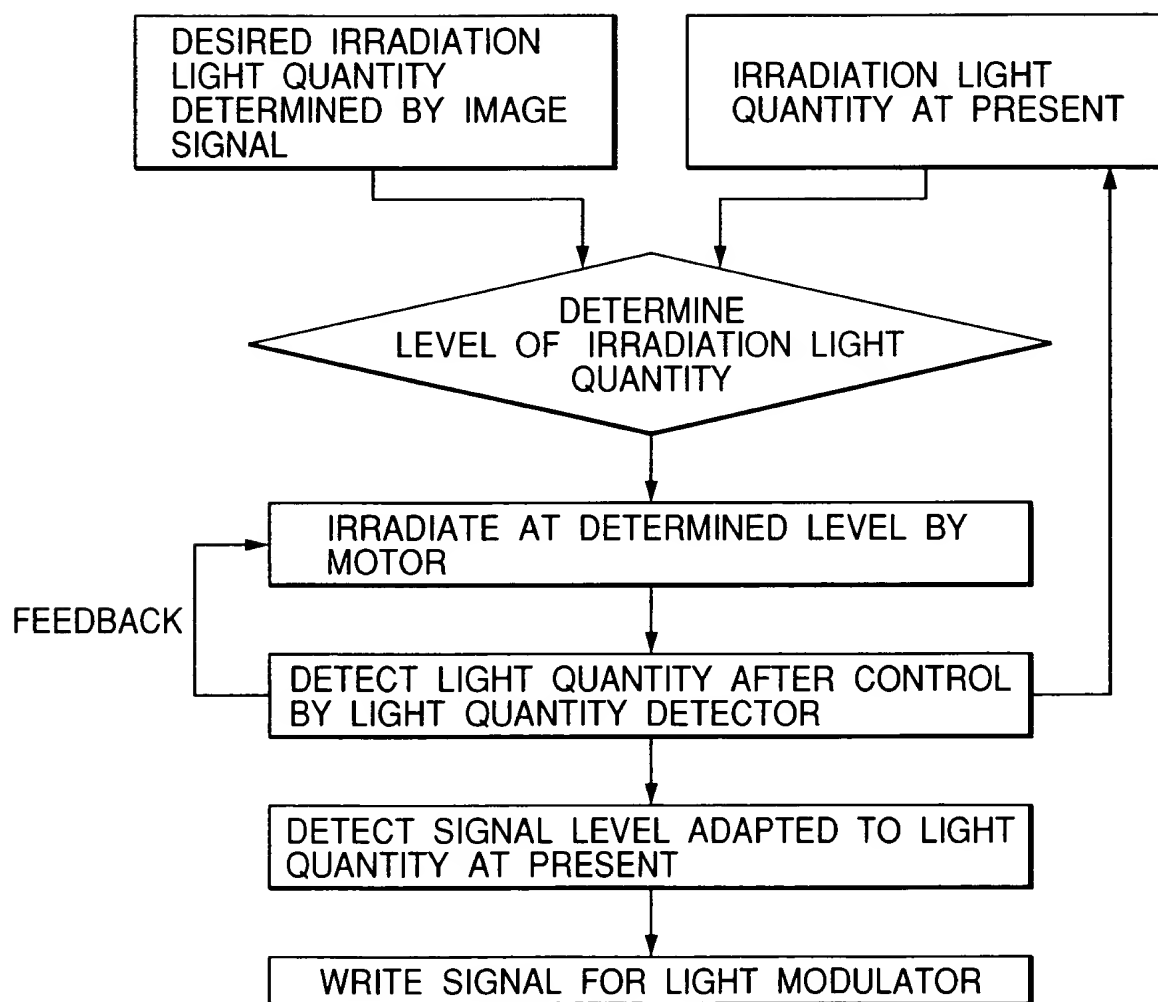 DESIRED IRRADIATION
LIGHT QUANTITY
DETERMINED BY IMAGE
SIGNAL
IRRADIATION LIGHT
QUANTITY AT PRESENT
DETERMINE
LEVEL OF IRRADIATION LIGHT
QUANTITY
IRRADIATE AT DETERMINED LEVEL BY
MOTOR
FEEDBACK
DETECT LIGHT QUANTITY AFTER CONTROL
BY LIGHT QUANTITY DETECTOR
DETECT SIGNAL LEVEL ADAPTED TO LIGHT
QUANTITY AT PRESENT
WRITE SIGNAL FOR LIGHT MODULATOR